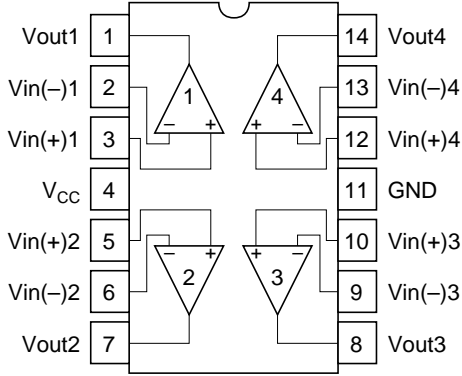 Vout1 1 14 Vout4
Vin(–)1 2 1 4 13 Vin(–)4
– + + –
Vin(+)1 3 12 Vin(+)4
VCC 4 11 GND
Vin(+)2 5 10 Vin(+)3
– + + –
Vin(–)2 6 2 3 9 Vin(–)3
Vout2 7 8 Vout3